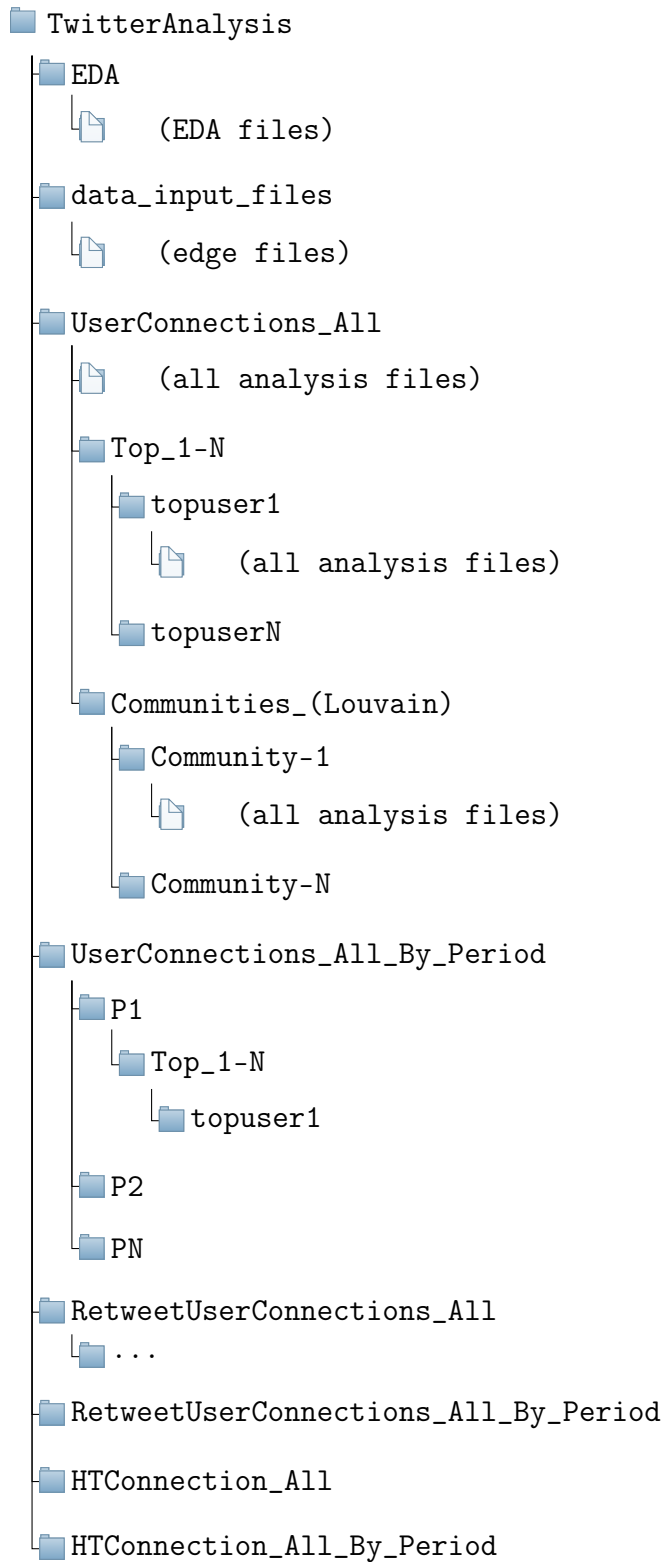 TwitterAnalysis
EDA
(EDA files)
data_input_files
(edge files)
UserConnections_All
(all analysis files)
Top_1-N
topuser1
(all analysis files)
topuserN
Communities_(Louvain)
Community-1
(all analysis files)
Community-N
UserConnections_All_By_Period
P1
Top_1-N
topuser1
P2
PN
RetweetUserConnections_All
...
RetweetUserConnections_All_By_Period
HTConnection_All
HTConnection_All_By_Period